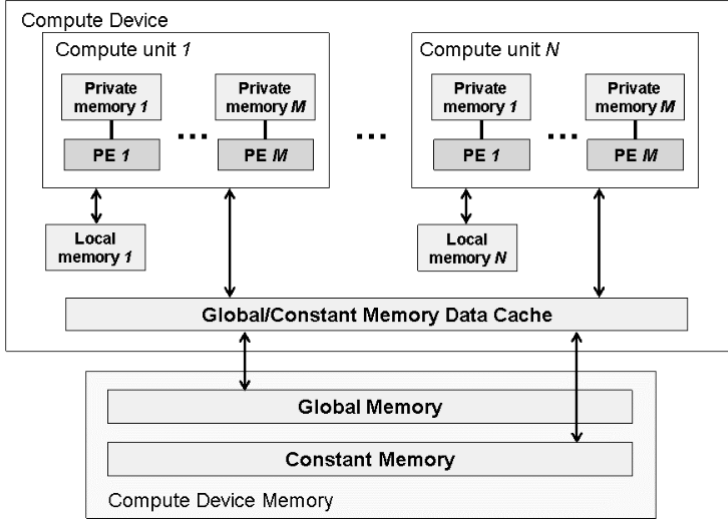 Compute Device
Compute unit 1
Compute unit N
Private
memory 1
Private
memory M
Private
memory 1
Private
memory M
PE 1
PE M
PE 1
PE M
Local
memory 1
Local
memory N
Global/Constant Memory Data Cache
Global Memory
Constant Memory
Compute Device Memory